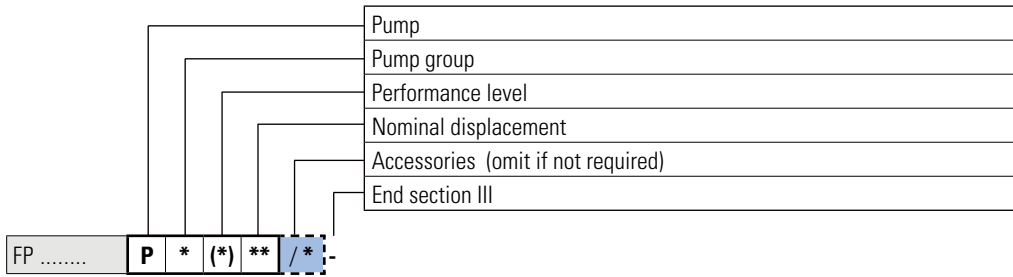 Pump
Pump group
Performance level
Nominal displacement
Accessories (omit if not required)
End section III
FP ........ P * (*) ** / * -